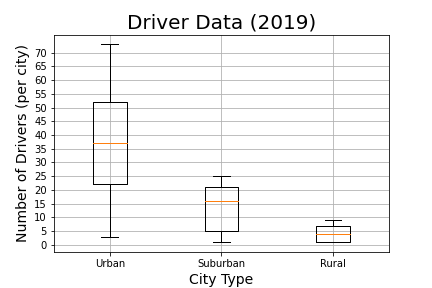 Driver Data (2019)
Number of Drivers (per city)
70
65
60
55
50
45
40
35
30
25
20
15
10
5
0
Urban
Suburban
Rural
City Type